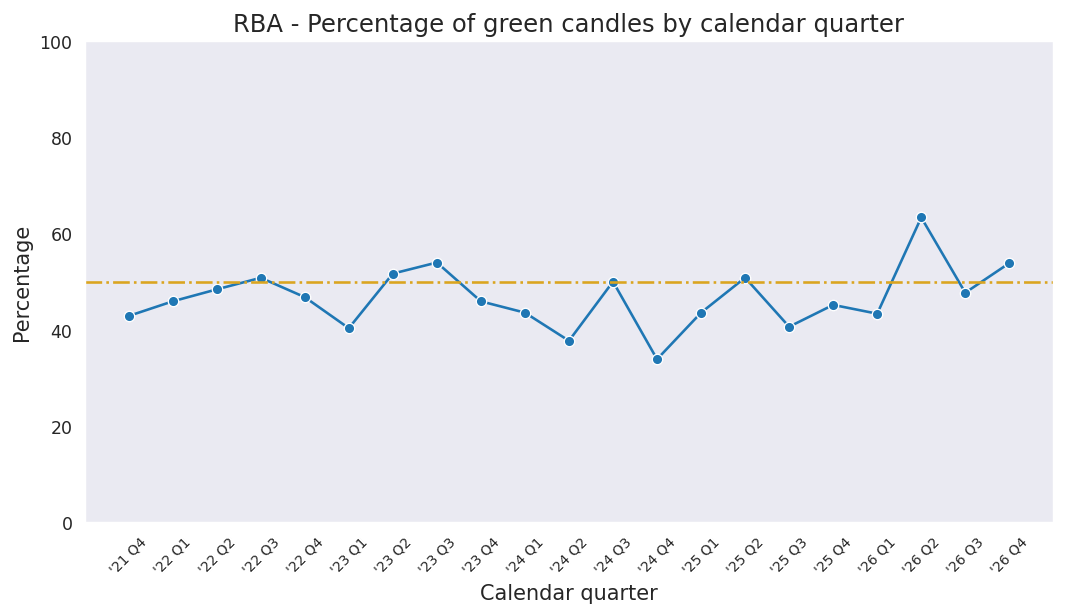 RBA - Percentage of green candles by calendar quarter
100
80
60
40
20
0
Percentage
'21 Q4
'22 Q1
'22 Q2
'22 Q3
'22 Q4
'23 Q1
'23 Q2
'23 Q3
'23 Q4
'24 Q1
'24 Q2
'24 Q3
'24 Q4
'25 Q1
'25 Q2
'25 Q3
'25 Q4
'26 Q1
'26 Q2
'26 Q3
'26 Q4
Calendar quarter